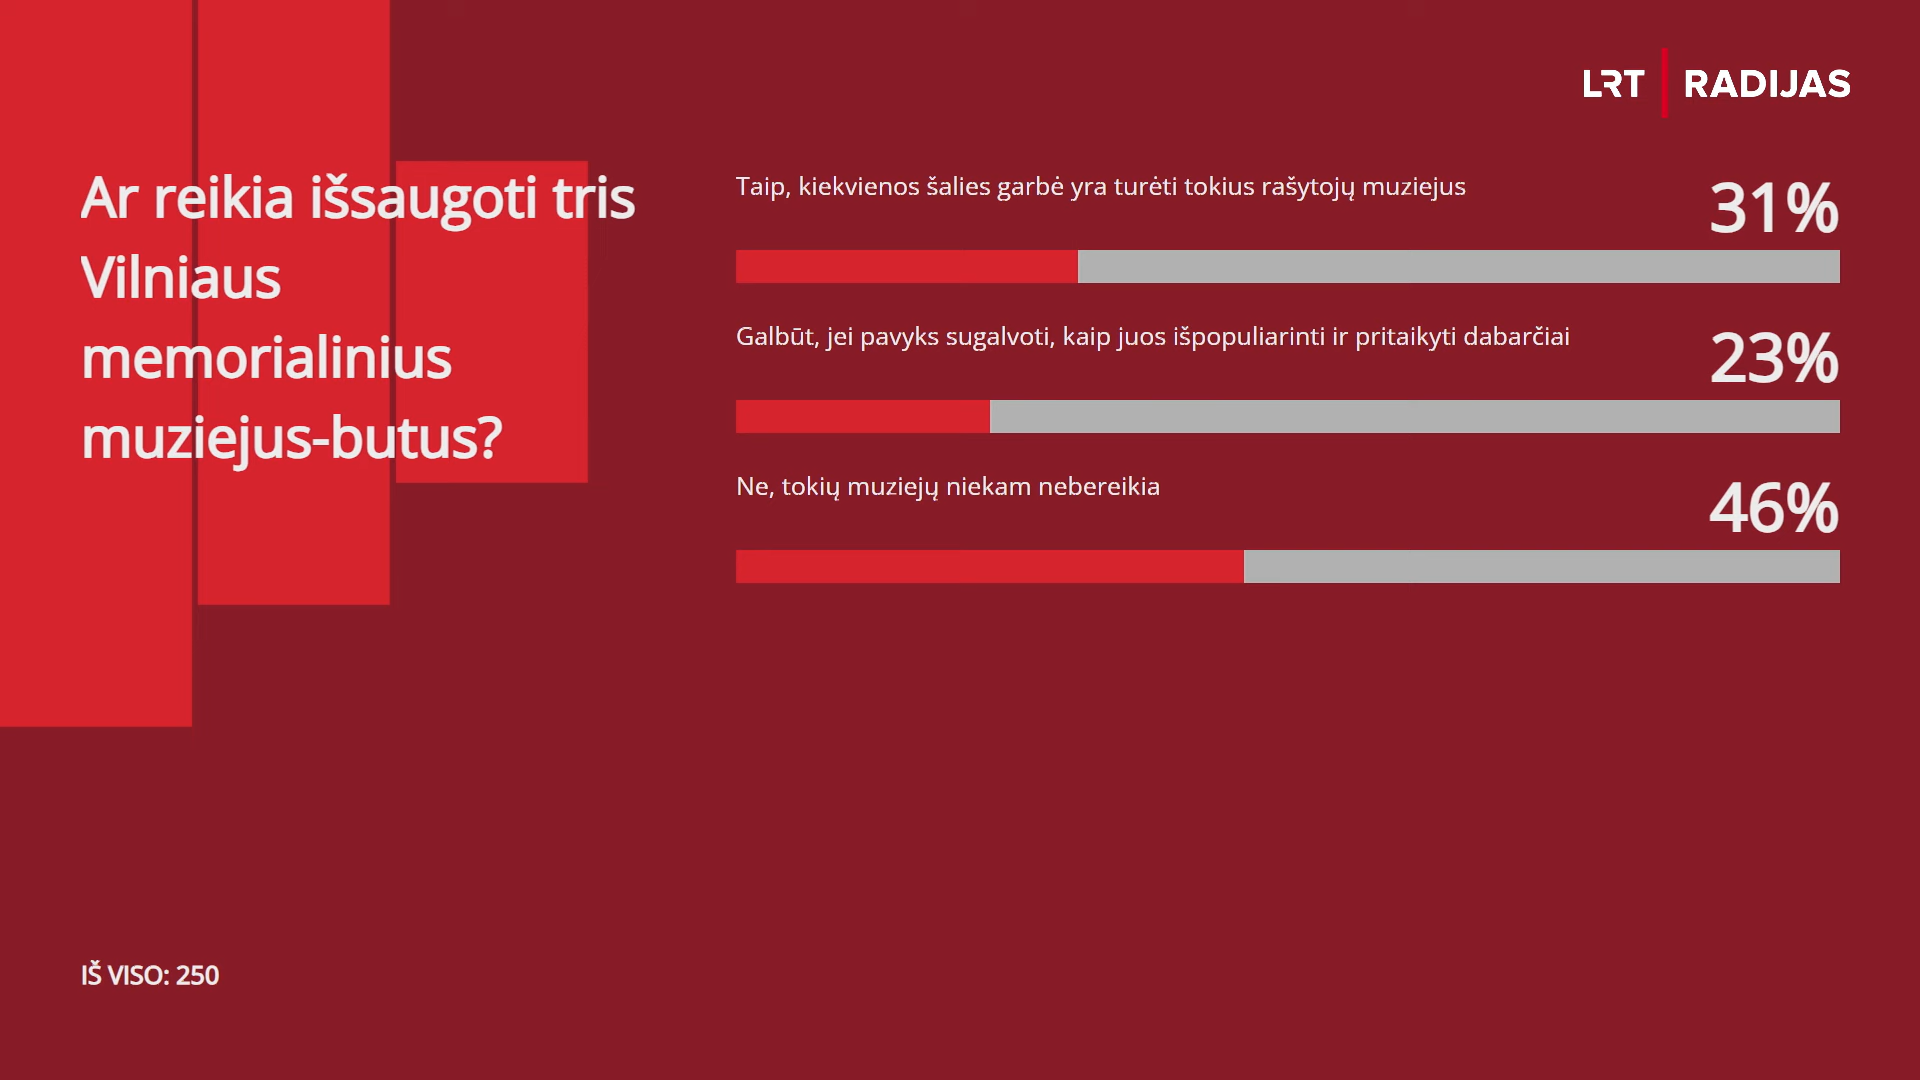 LRT | RADIJAS
Ar reikia išsaugoti tris
Vilniaus
memorialinius
muziejus-butus?
Taip, kiekvienos šalies garbė yra turėti tokius rašytojų muziejus
31%
Galbūt, jei pavyks sugalvoti, kaip juos išpopuliarinti ir pritaikyti dabarčiai
23%
Ne, tokių muziejų niekam nebereikia
46%
IŠ VISO: 250